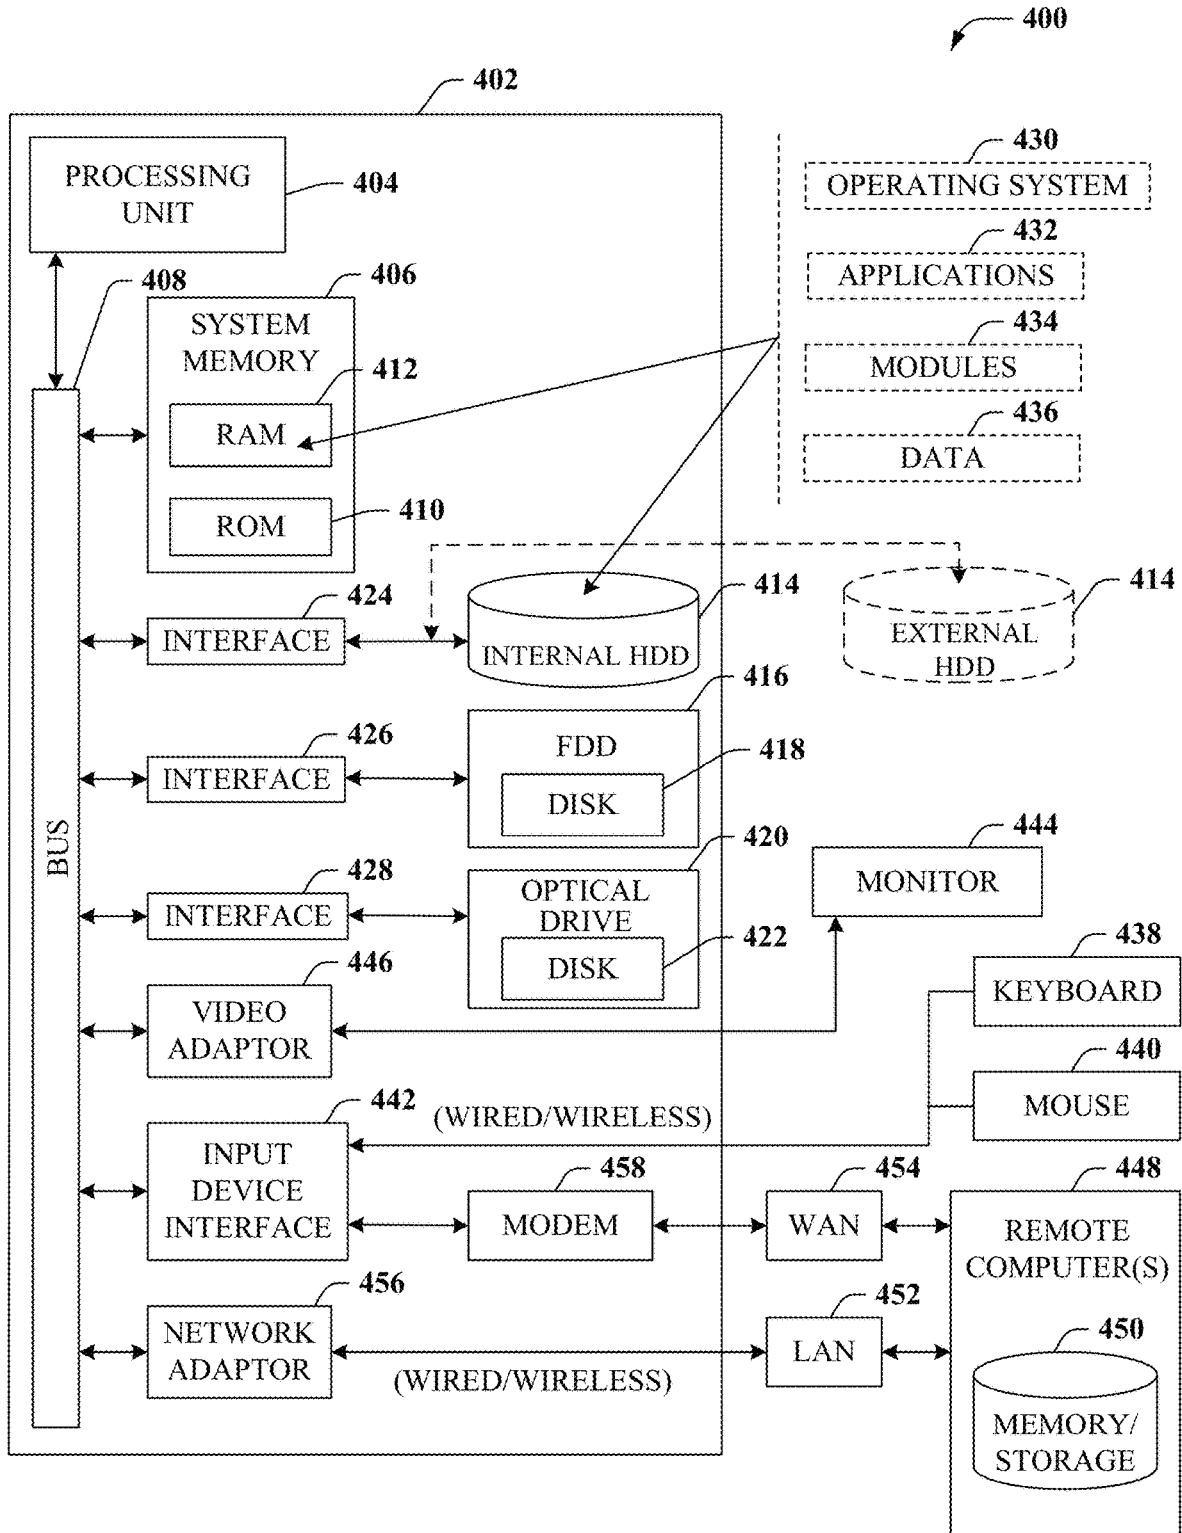 400
402
PROCESSING
UNIT
404
408
406
SYSTEM
MEMORY
412
RAM
ROM
410
430
OPERATING SYSTEM
432
APPLICATIONS
434
MODULES
436
DATA
424
INTERFACE
414
INTERNAL HDD
414
EXTERNAL
HDD
416
426
INTERFACE
FDD
418
DISK
BUS
420
428
INTERFACE
OPTICAL
DRIVE
422
DISK
444
MONITOR
446
VIDEO
ADAPTOR
438
KEYBOARD
440
MOUSE
442
(WIRED/WIRELESS)
INPUT
DEVICE
INTERFACE
458
MODEM
454
WAN
448
REMOTE
COMPUTER(S)
456
NETWORK
ADAPTOR
(WIRED/WIRELESS)
452
LAN
450
MEMORY/
STORAGE